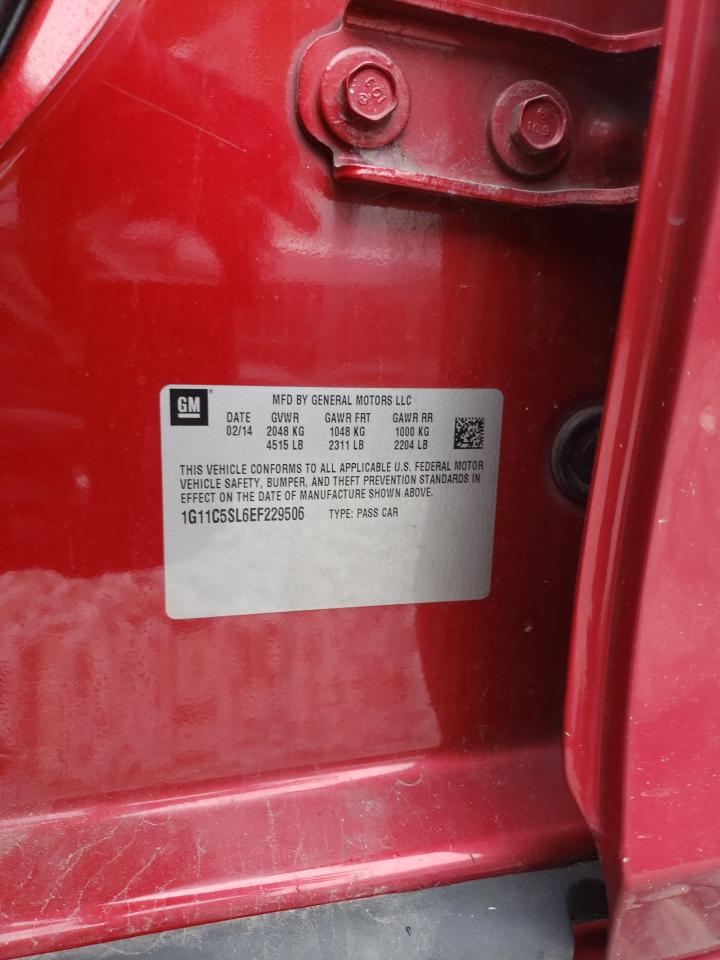 GM
MFD BY GENERAL MOTORS LLC
DATE GVWR GAWR FRT GAWR RR
02/14 2048 KG 1048 KG 1000 KG
4515 LB 2311 LB 2204 LB
THIS VEHICLE CONFORMS TO ALL APPLICABLE U.S. FEDERAL MOTOR
VEHICLE SAFETY, BUMPER, AND THEFT PREVENTION STANDARDS IN
EFFECT ON THE DATE OF MANUFACTURE SHOWN ABOVE.
1G11C5SL6EF229506 TYPE: PASS CAR